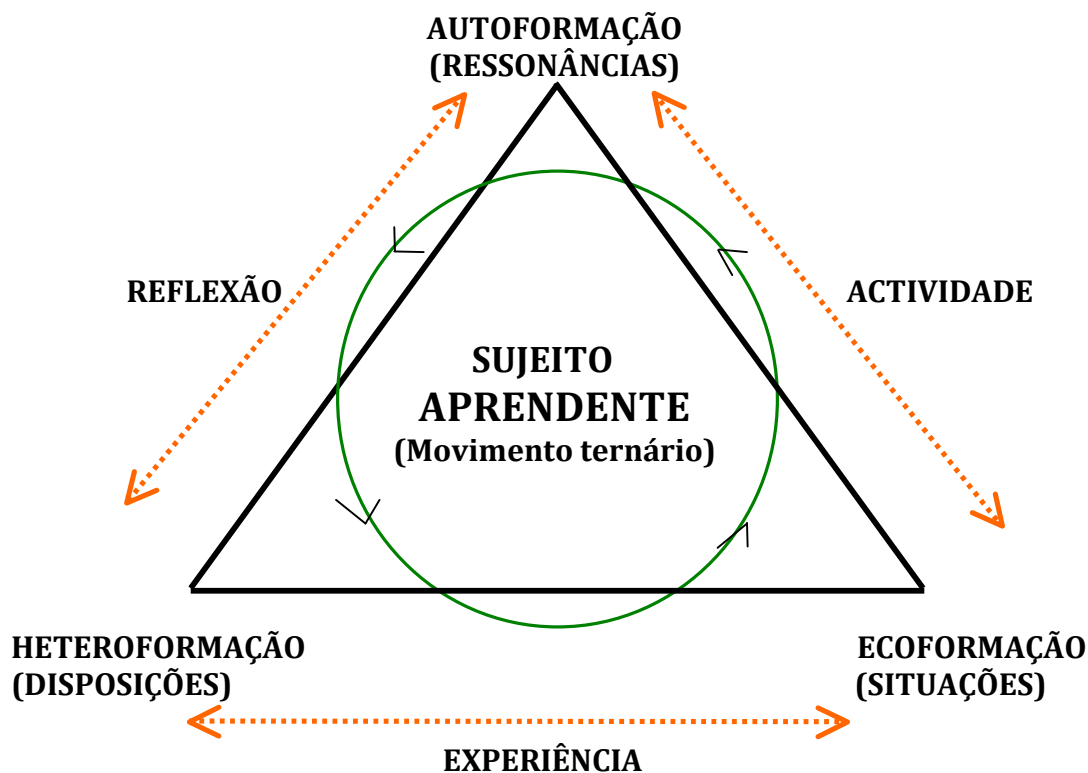 AUTOFORMAÇÃO
(RESSONÂNCIAS)
REFLEXÃO
ACTIVIDADE
SUJEITO
APRENDENTE
(Movimento ternário)
HETEROFORMAÇÃO
(DISPOSIÇÕES)
ECOFORMAÇÃO
(SITUAÇÕES)
EXPERIÊNCIA